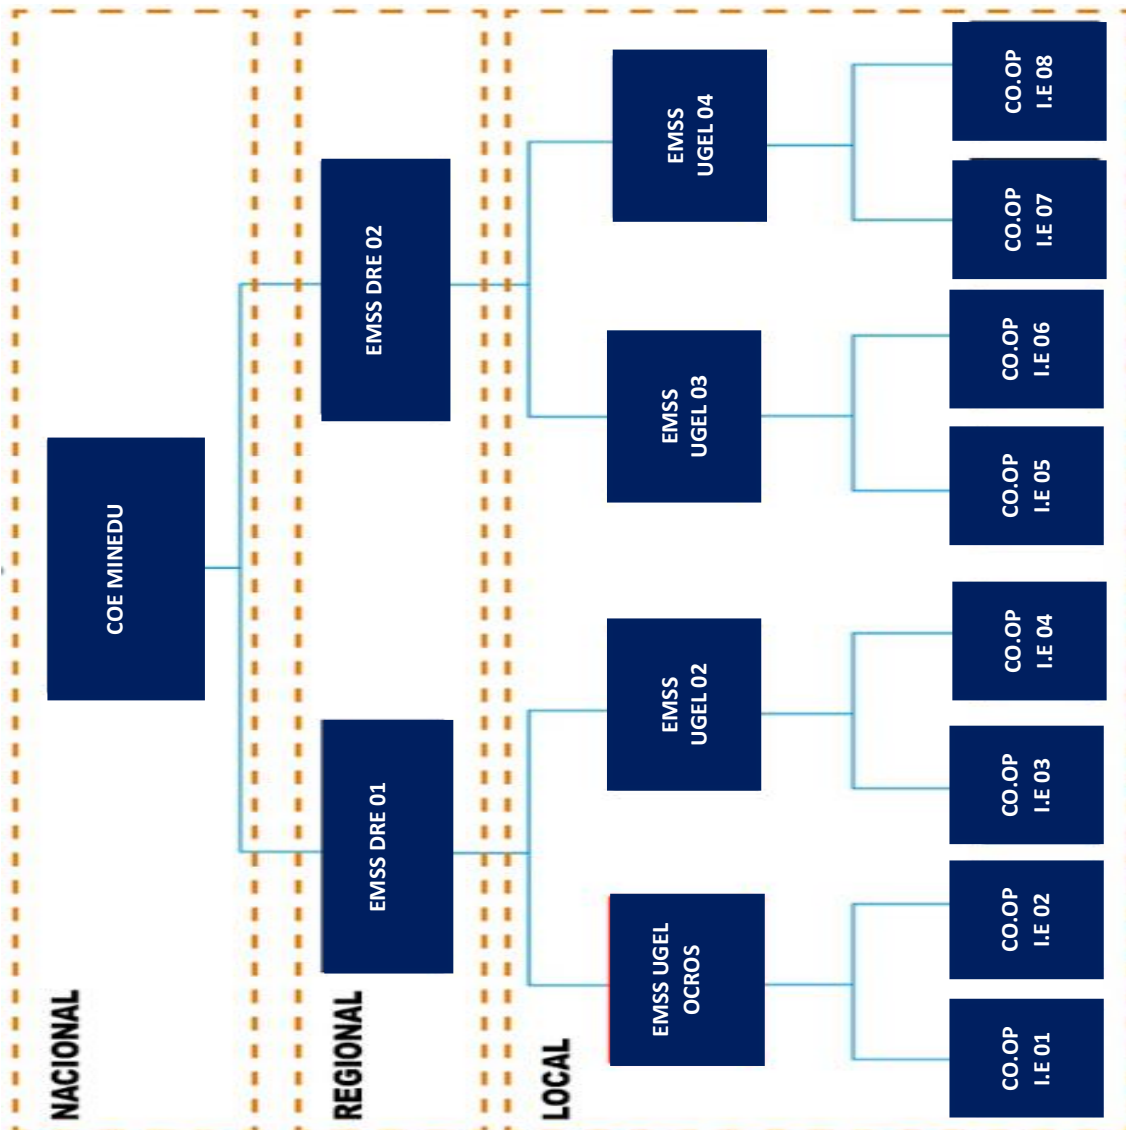 NACIONAL
COE MINEDU
REGIONAL
EMSS DRE 01
EMSS DRE 02
LOCAL
EMSS UGEL
OCROS
EMSS
UGEL 02
EMSS
UGEL 03
EMSS
UGEL 04
CO.OP
I.E 01
CO.OP
I.E 02
CO.OP
I.E 03
CO.OP
I.E 04
CO.OP
I.E 05
CO.OP
I.E 06
CO.OP
I.E 07
CO.OP
I.E 08